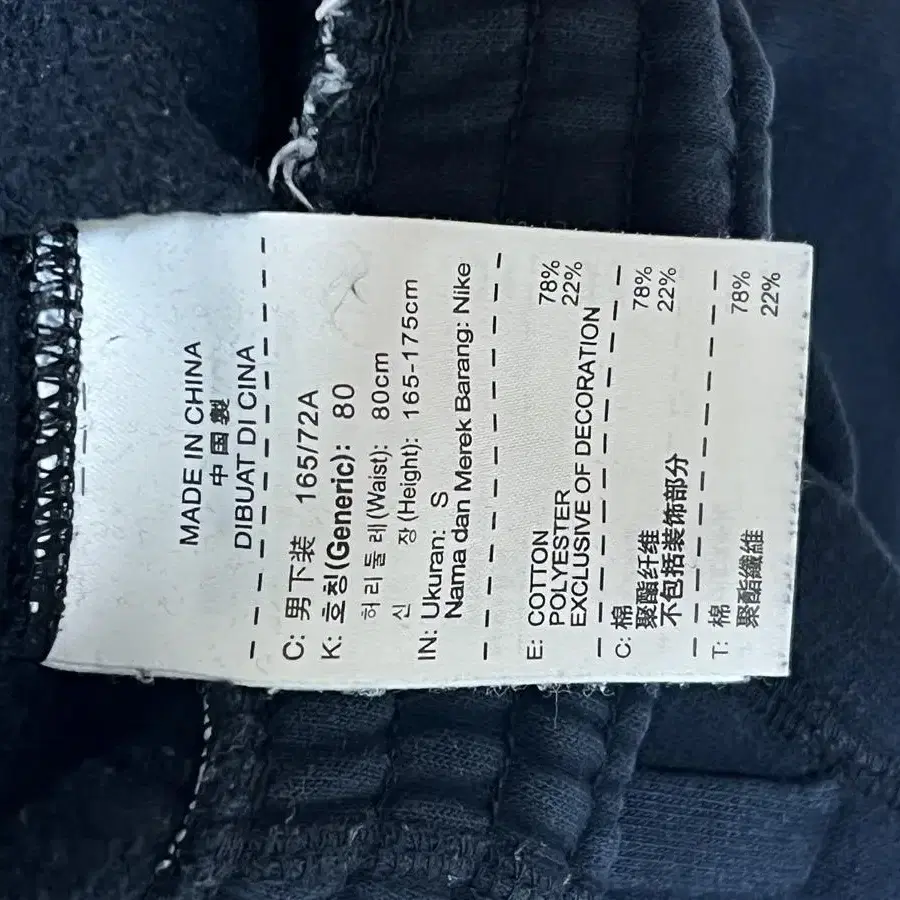 MADE IN CHINA
中国製
DIBUAT DI CINA
C: 男下装 165/72A
K: 호칭(Generic): 80
허리둘레(Waist): 80cm
신 장(Height): 165-175cm
IN: Ukuran: S
Nama dan Merek Barang: Nike
E: COTTON 78%
POLYESTER 22%
EXCLUSIVE OF DECORATION
C: 棉 78%
聚酯纤维 22%
不包括装饰部分
T: 棉 78%
聚酯纖維 22%